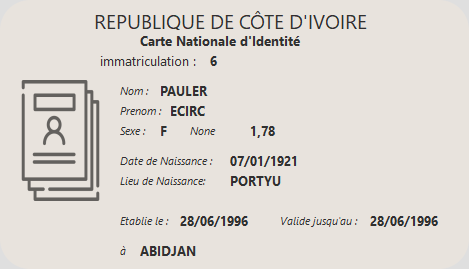 REPUBLIQUE DE CÔTE D'IVOIRE
Carte Nationale d'Identité
immatriculation : 6
Nom : PAULER
Prenom : ECIRC
Sexe : F None 1,78
Date de Naissance : 07/01/1921
Lieu de Naissance: PORTYU
Etablie le : 28/06/1996 Valide jusqu'au : 28/06/1996
à ABIDJAN